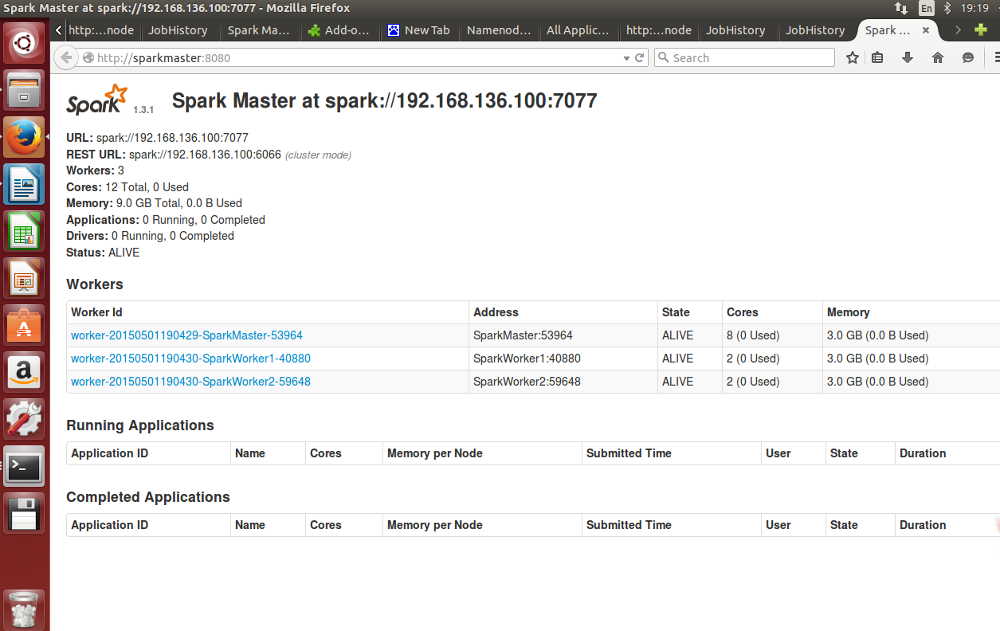 Spark Master at spark://192.168.136.100:7077 - Mozilla Firefox
En
19:19
http:...node
JobHistory
Spark Ma...
Add-o...
New Tab
Namenod...
All Applic...
http:...node
JobHistory
JobHistory
Spark ...
http://sparkmaster:8080
Search
Spark 1.3.1 Spark Master at spark://192.168.136.100:7077
URL: spark://192.168.136.100:7077
REST URL: spark://192.168.136.100:6066 (cluster mode)
Workers: 3
Cores: 12 Total, 0 Used
Memory: 9.0 GB Total, 0.0 B Used
Applications: 0 Running, 0 Completed
Drivers: 0 Running, 0 Completed
Status: ALIVE
Workers
Worker Id Address State Cores Memory
worker-20150501190429-SparkMaster-53964 SparkMaster:53964 ALIVE 8 (0 Used) 3.0 GB (0.0 B Used)
worker-20150501190430-SparkWorker1-40880 SparkWorker1:40880 ALIVE 2 (0 Used) 3.0 GB (0.0 B Used)
worker-20150501190430-SparkWorker2-59648 SparkWorker2:59648 ALIVE 2 (0 Used) 3.0 GB (0.0 B Used)
Running Applications
Application ID Name Cores Memory per Node Submitted Time User State Duration
Completed Applications
Application ID Name Cores Memory per Node Submitted Time User State Duration